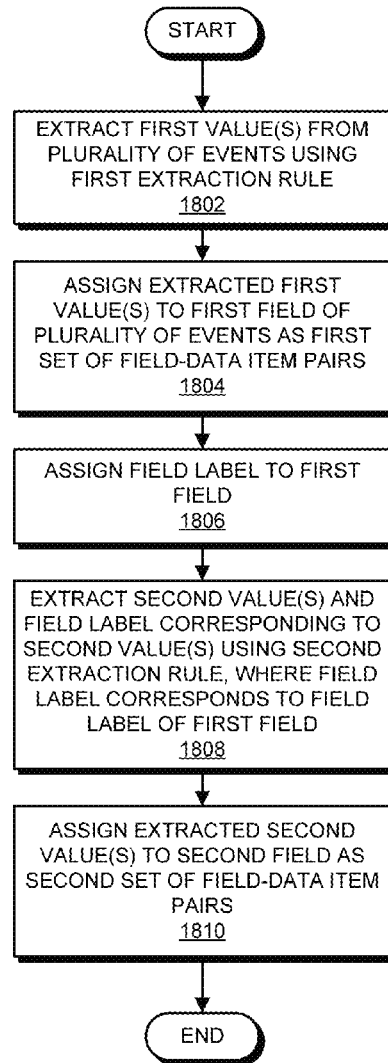 START
EXTRACT FIRST VALUE(S) FROM
PLURALITY OF EVENTS USING
FIRST EXTRACTION RULE
1802
ASSIGN EXTRACTED FIRST
VALUE(S) TO FIRST FIELD OF
PLURALITY OF EVENTS AS FIRST
SET OF FIELD-DATA ITEM PAIRS
1804
ASSIGN FIELD LABEL TO FIRST
FIELD
1806
EXTRACT SECOND VALUE(S) AND
FIELD LABEL CORRESPONDING TO
SECOND VALUE(S) USING SECOND
EXTRACTION RULE, WHERE FIELD
LABEL CORRESPONDS TO FIELD
LABEL OF FIRST FIELD
1808
ASSIGN EXTRACTED SECOND
VALUE(S) TO SECOND FIELD AS
SECOND SET OF FIELD-DATA ITEM
PAIRS
1810
END